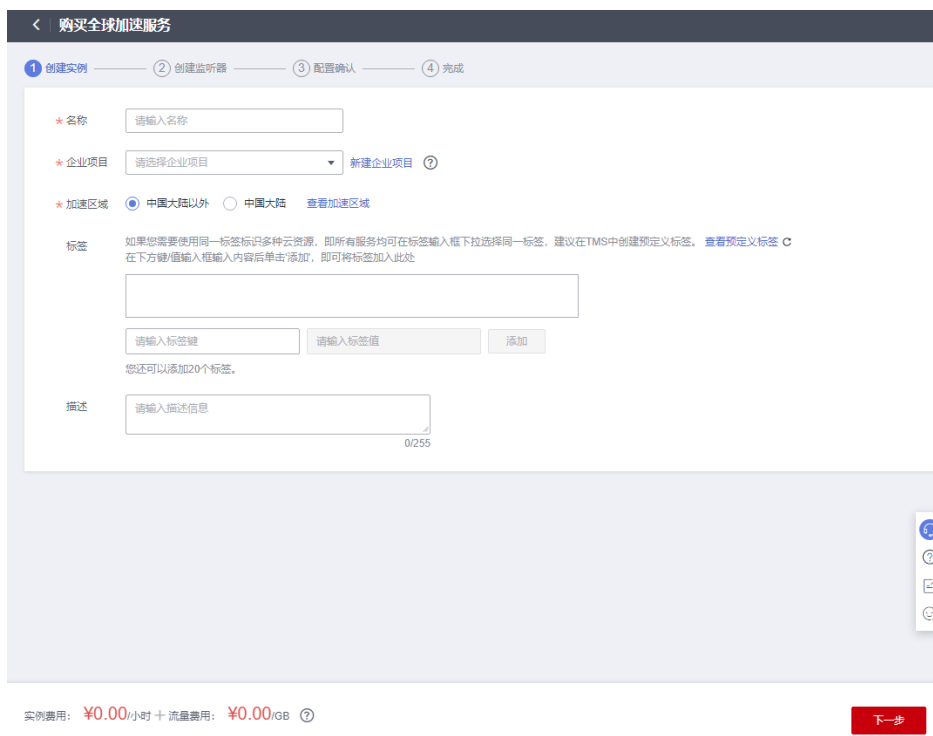 购买全球加速服务
1 创建实例 2 创建监听器 3 配置确认 4 完成
* 名称 请输入名称
* 企业项目 请选择企业项目 新建企业项目 ?
* 加速区域 中国大陆以外 中国大陆 查看加速区域
标签 如果您需要使用同一标签标识多种云资源，即所有服务均可在标签输入框下拉选择同一标签，建议在TMS中创建预定义标签。 查看预定义标签
在下方键/值输入框输入内容后单击'添加'，即可将标签加入此处
请输入标签键 请输入标签值 添加
您还可以添加20个标签。
描述 请输入描述信息
0/255
实例费用： ¥0.00/小时 + 流量费用： ¥0.00/GB ?
下一步